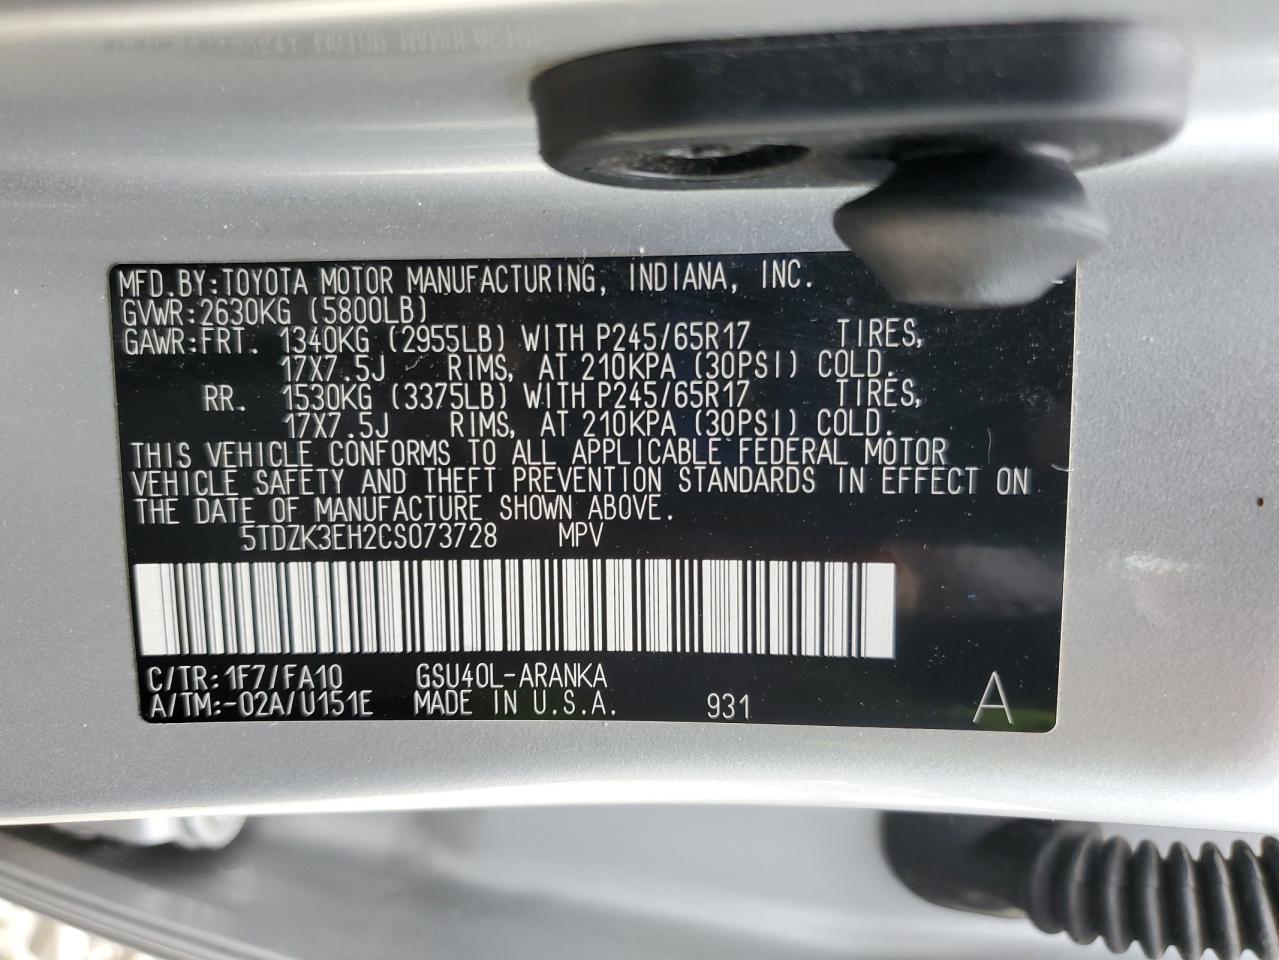 MFD.BY:TOYOTA MOTOR MANUFACTURING, INDIANA, INC.
GVWR:2630KG (5800LB)
GAWR:FRT. 1340KG (2955LB) WITH P245/65R17 TIRES,
17X7.5J RIMS, AT 210KPA (30PSI) COLD.
RR. 1530KG (3375LB) WITH P245/65R17 TIRES,
17X7.5J RIMS, AT 210KPA (30PSI) COLD.
THIS VEHICLE CONFORMS TO ALL APPLICABLE FEDERAL MOTOR
VEHICLE SAFETY AND THEFT PREVENTION STANDARDS IN EFFECT ON
THE DATE OF MANUFACTURE SHOWN ABOVE.
5TDZK3EH2CS073728 MPV
C/TR:1F7/FA10 GSU40L-ARANKA
A/TM:-02A/U151E MADE IN U.S.A. 931 A